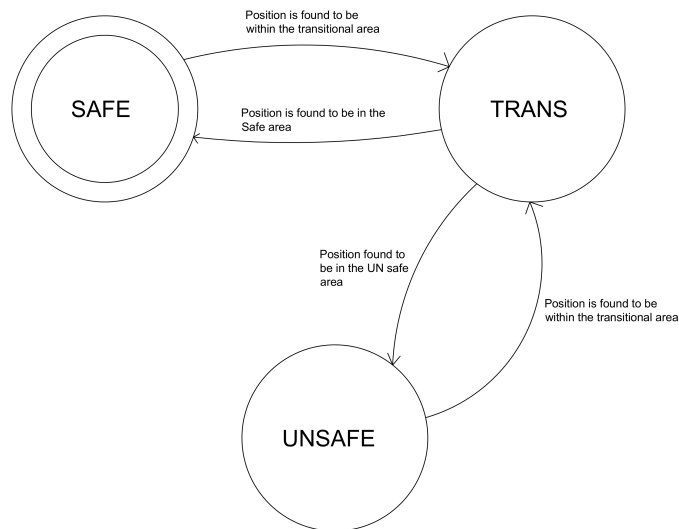 Position is found to be
within the transitional area
SAFE
TRANS
Position is found to be in the
Safe area
Position found to
be in the UN safe
area
Position is found to be
within the transitional area
UNSAFE